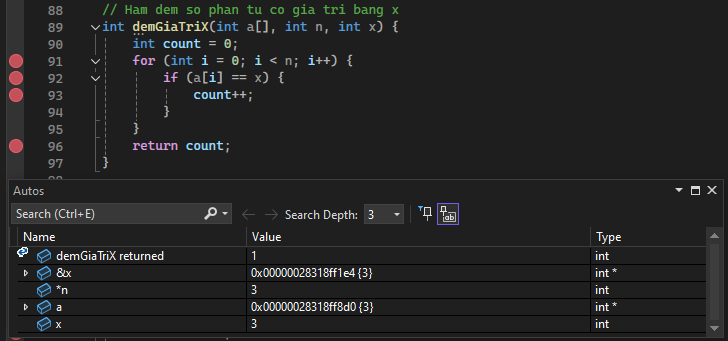 88 // Ham dem so phan tu co gia tri bang x
89 int demGiaTriX(int a[], int n, int x) {
90 int count = 0;
91 for (int i = 0; i < n; i++) {
92 if (a[i] == x) {
93 count++;
94 }
95 }
96 return count;
97 }
Autos
Search (Ctrl+E) Search Depth: 3
Name Value Type
demGiaTriX returned 1 int
&x 0x00000028318ff1e4 {3} int *
*n 3 int
a 0x00000028318ff8d0 {3} int *
x 3 int